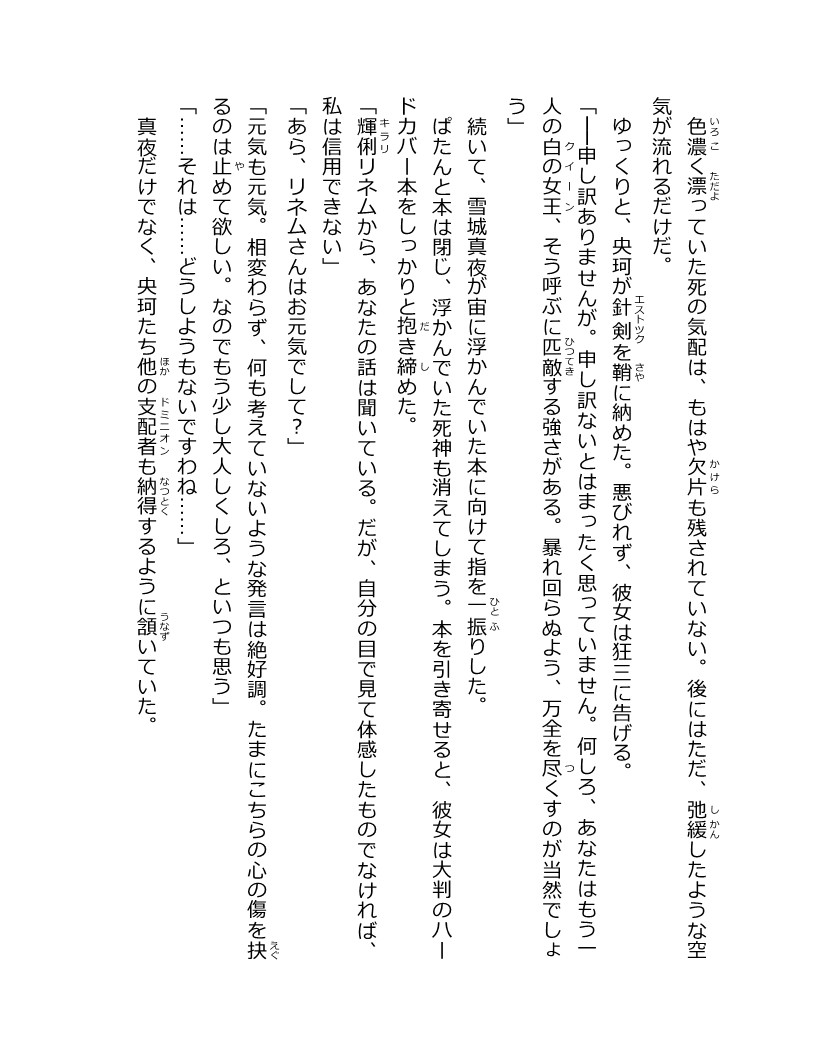 色濃く漂っていた死の気配は、もはや欠片も残されていない。後にはただ、弛緩したような空
気が流れるだけだ。
　ゆっくりと、央珂が針剣を鞘に納めた。悪びれず、彼女は狂三に告げる。
「――申し訳ありませんが。申し訳ないとはまったく思っていません。何しろ、あなたはもう一
人の白の女王、そう呼ぶに匹敵する強さがある。暴れ回らぬよう、万全を尽くすのが当然でしょ
う」
　続いて、雪城真夜が宙に浮かんでいた本に向けて指を一振りした。
　ぱたんと本は閉じ、浮かんでいた死神も消えてしまう。本を引き寄せると、彼女は大判のハー
ドカバー本をしっかりと抱き締めた。
「輝俐リネムから、あなたの話は聞いている。だが、自分の目で見て体感したものでなければ、
私は信用できない」
「あら、リネムさんはお元気でして？」
「元気も元気。相変わらず、何も考えていないような発言は絶好調。たまにこちらの心の傷を抉
るのは止めて欲しい。なのでもう少し大人しくしろ、といつも思う」
「……それは……どうしようもないですわね……」
　真夜だけでなく、央珂たち他の支配者も納得するように頷いていた。